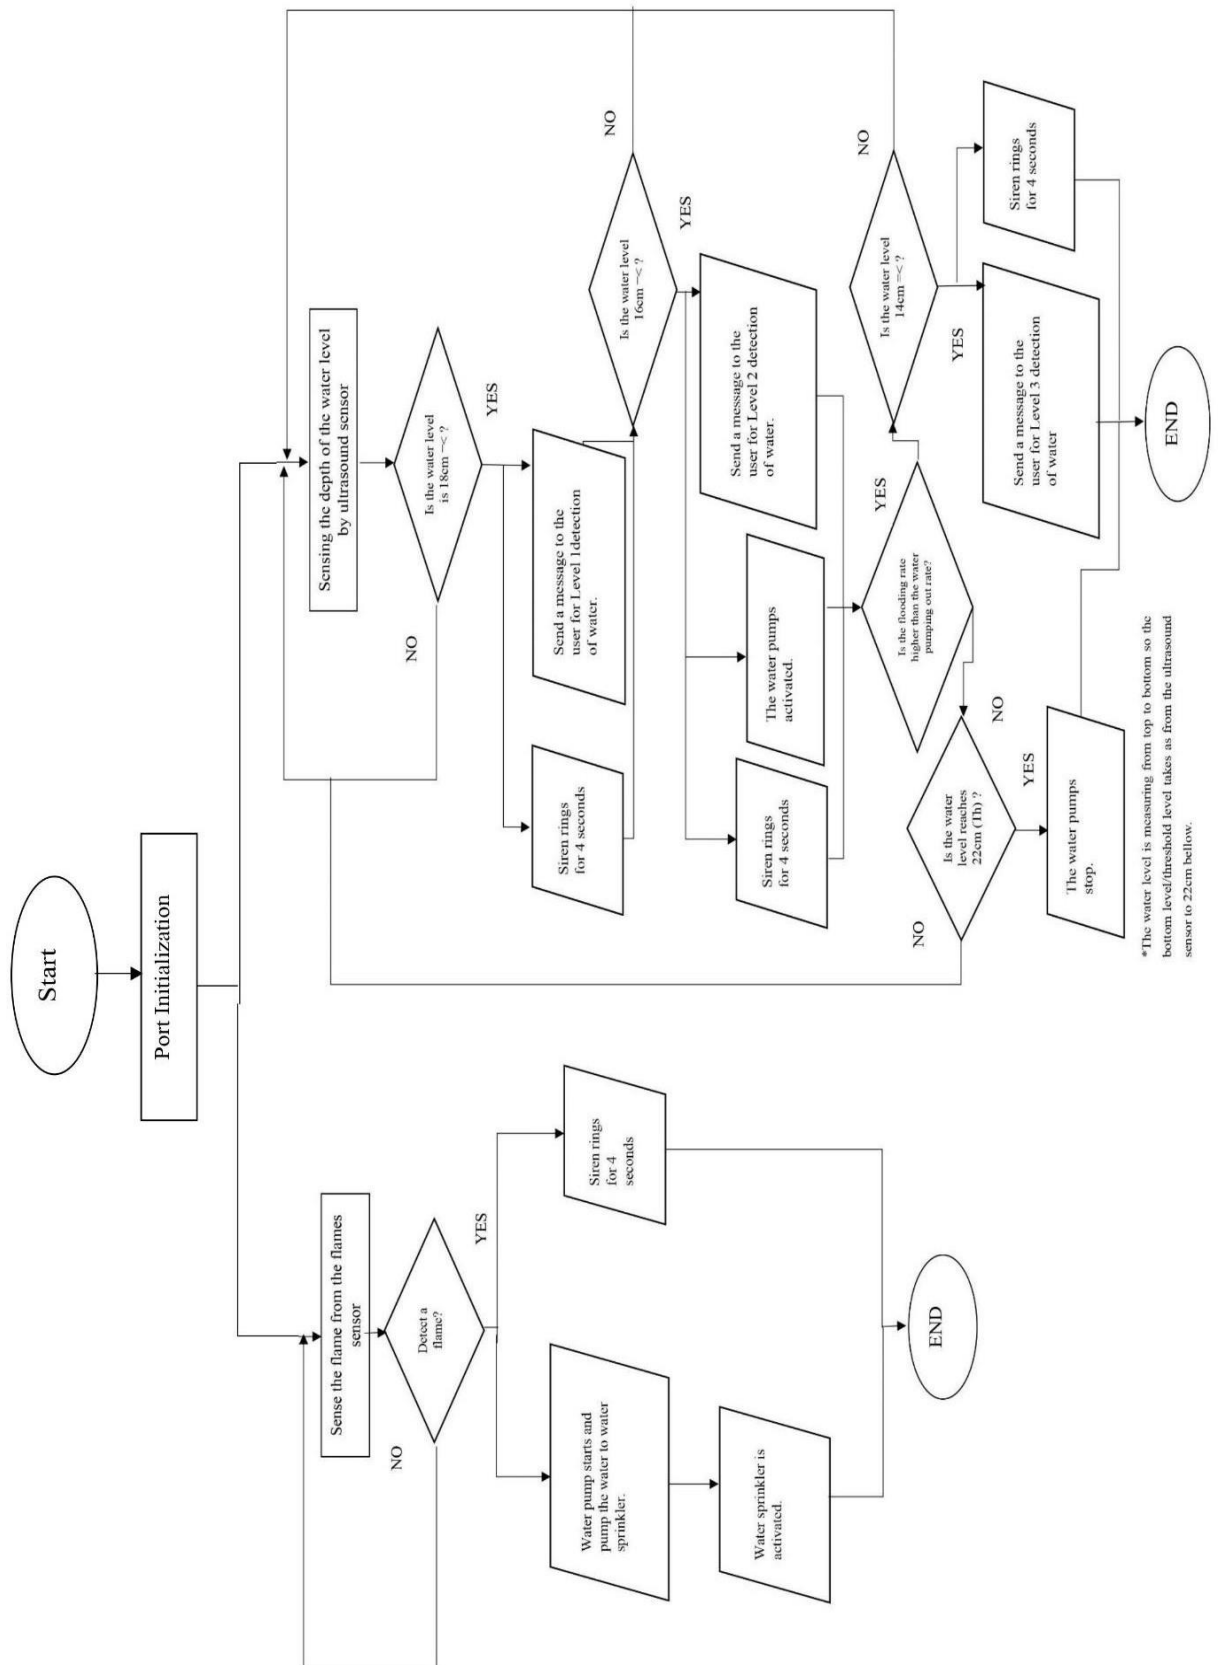 Start
Port Initialization
Sense the flame from the flames
sensor
Detect a
flame?
NO
YES
Water pump starts and
pump the water to water
sprinkler.
Siren rings
for 4
seconds
Water sprinkler is
activated.
END
Sensing the depth of the water level
by ultrasound sensor
Is the water level
is 18cm =< ?
NO
YES
Siren rings
for 4 seconds
Send a message to the
user for Level 1detection
of water.
Is the water level
16cm =< ?
NO
YES
Siren rings
for 4 seconds
The water pumps
activated.
Send a message to the
user for Level 2 detection
of water.
Is the flooding rate
higher than the water
pumping out rate?
YES
NO
Is the water level
14cm =< ?
NO
YES
Is the water
level reaches
22cm (Th) ?
NO
YES
The water pumps
stop.
Send a message to the
user for Level 3 detection
of water
Siren rings
for 4 seconds
END
*The water level is measuring from top to bottom so the
bottom level/threshold level takes as from the ultrasound
sensor to 22cm bellow.